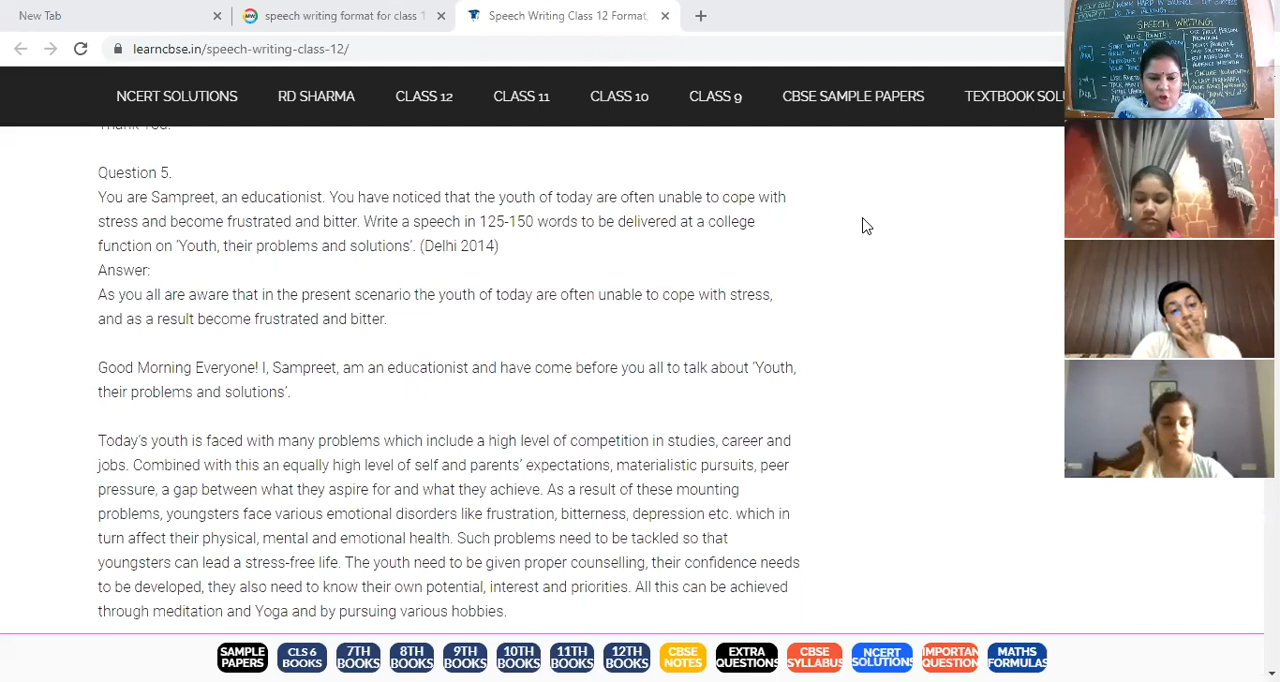 New Tab
speech writing format for class 1
Speech Writing Class 12 Format,
learncbse.in/speech-writing-class-12/
NCERT SOLUTIONS RD SHARMA CLASS 12 CLASS 11 CLASS 10 CLASS 9 CBSE SAMPLE PAPERS TEXTBOOK SOLU
Thank You.
Question 5.
You are Sampreet, an educationist. You have noticed that the youth of today are often unable to cope with
stress and become frustrated and bitter. Write a speech in 125-150 words to be delivered at a college
function on ‘Youth, their problems and solutions’. (Delhi 2014)
Answer:
As you all are aware that in the present scenario the youth of today are often unable to cope with stress,
and as a result become frustrated and bitter.
Good Morning Everyone! I, Sampreet, am an educationist and have come before you all to talk about ‘Youth,
their problems and solutions’.
Today’s youth is faced with many problems which include a high level of competition in studies, career and
jobs. Combined with this an equally high level of self and parents’ expectations, materialistic pursuits, peer
pressure, a gap between what they aspire for and what they achieve. As a result of these mounting
problems, youngsters face various emotional disorders like frustration, bitterness, depression etc. which in
turn affect their physical, mental and emotional health. Such problems need to be tackled so that
youngsters can lead a stress-free life. The youth need to be given proper counselling, their confidence needs
to be developed, they also need to know their own potential, interest and priorities. All this can be achieved
through meditation and Yoga and by pursuing various hobbies.
SAMPLE PAPERS
CLS 6 BOOKS
7TH BOOKS
8TH BOOKS
9TH BOOKS
10TH BOOKS
11TH BOOKS
12TH BOOKS
CBSE NOTES
EXTRA QUESTIONS
CBSE SYLLABUS
NCERT SOLUTIONS
IMPORTANT QUESTION
MATHS FORMULAS
SPEECH WRITING
VALUE POINTS